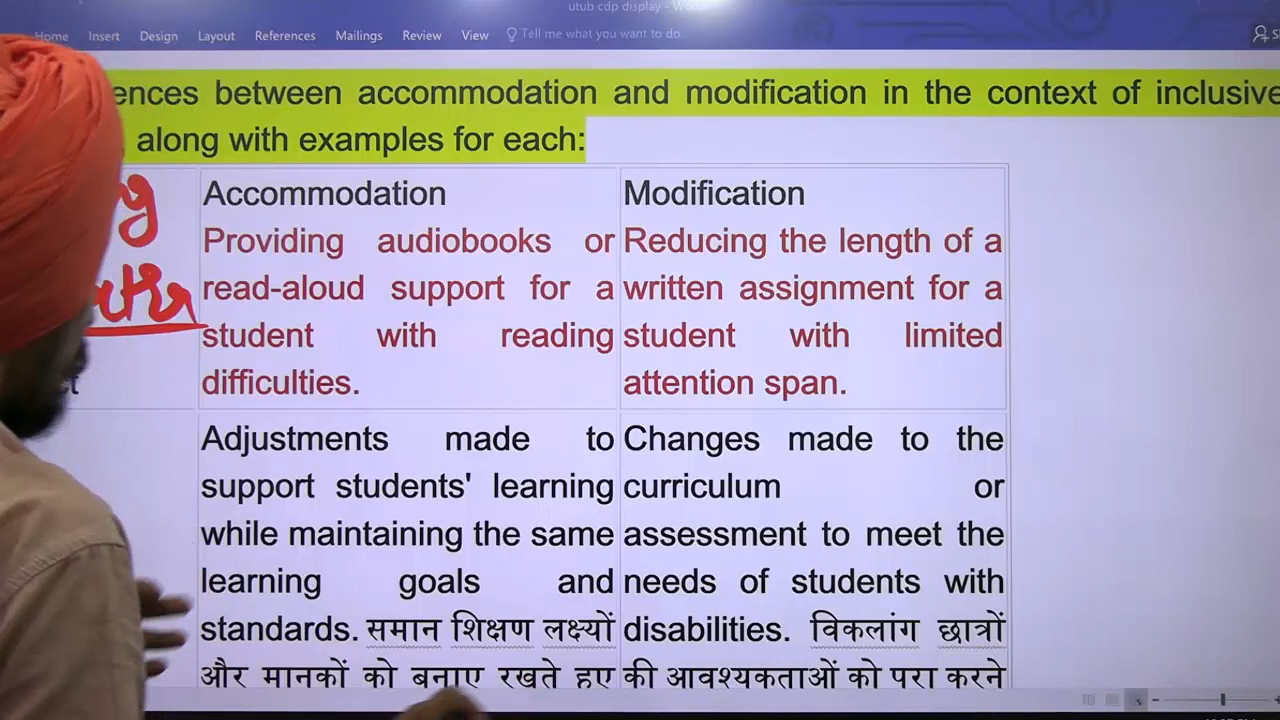 utub cdp display - Wor
Home Insert Design Layout References Mailings Review View Tell me what you want to do...
ences between accommodation and modification in the context of inclusive
along with examples for each:
Accommodation
Providing audiobooks or
read-aloud support for a
student with reading
difficulties.
Modification
Reducing the length of a
written assignment for a
student with limited
attention span.
Adjustments made to
support students' learning
while maintaining the same
learning goals and
standards. समान शिक्षण लक्ष्यों
और मानकों को बनाए रखते हुए
Changes made to the
curriculum or
assessment to meet the
needs of students with
disabilities. विकलांग छात्रों
की आवश्यकताओं को पूरा करने